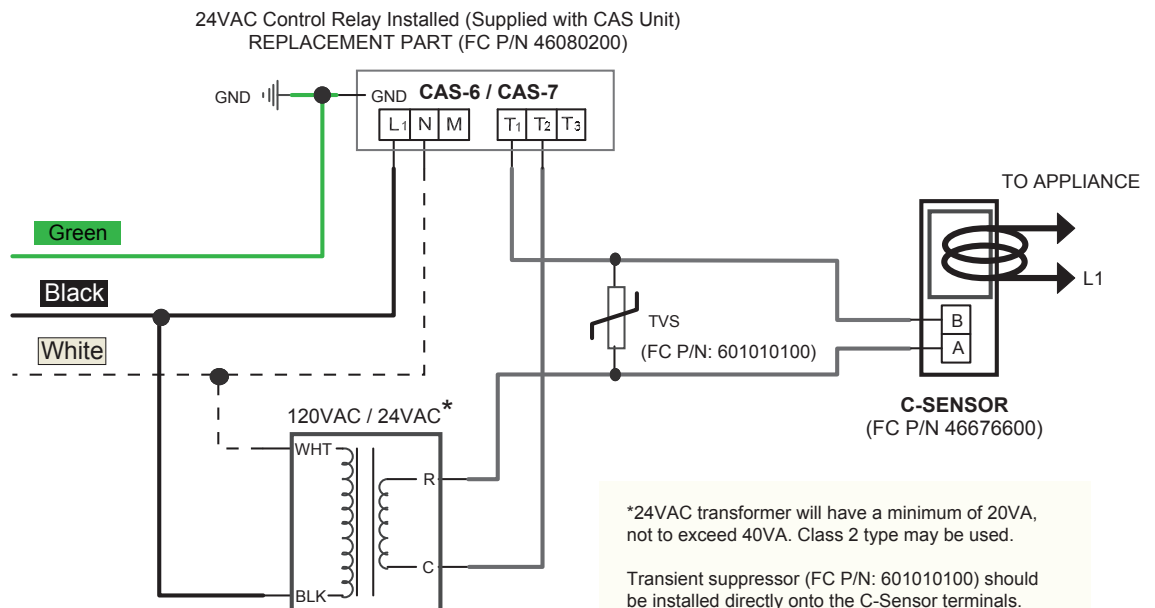 24VAC Control Relay Installed (Supplied with CAS Unit)
REPLACEMENT PART (FC P/N 46080200)
GND
GND CAS-6 / CAS-7
L1 N M T1 T2 T3
TO APPLIANCE
L1
Green
Black
White
TVS
(FC P/N: 601010100)
B
A
C-SENSOR
(FC P/N 46676600)
120VAC / 24VAC*
WHT
R
C
BLK
*24VAC transformer will have a minimum of 20VA,
not to exceed 40VA. Class 2 type may be used.
Transient suppressor (FC P/N: 601010100) should
be installed directly onto the C-Sensor terminals.